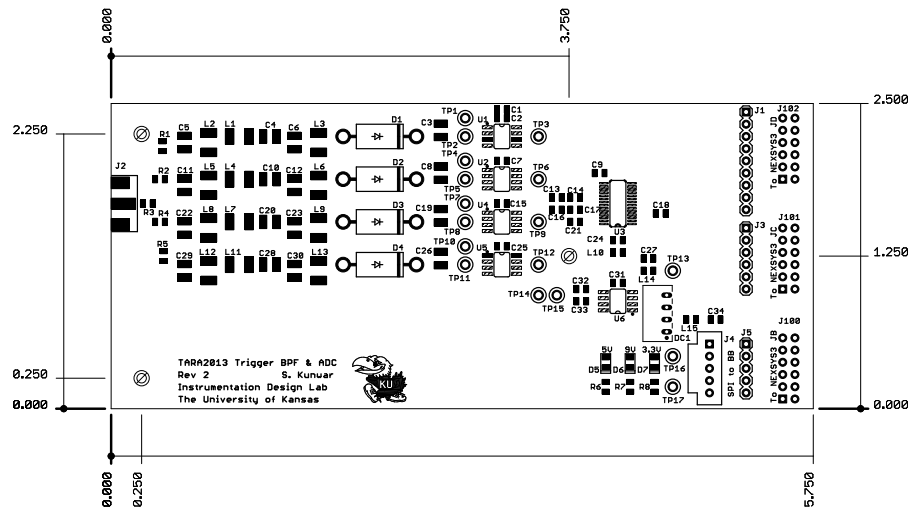 0.000
3.750
2.500
2.250
1.250
0.250
0.000
0.000
0.000
0.250
5.750
TP1 C3 U1 C1 C2 TP3 TP2
R1 C5 L2 L1 C4 C6 L3 D1
TP4 C8 U2 C7 TP6 TP5
J2 R2 C11 L5 L4 C10 C12 L6 D2
TP7 C19 U4 C15 TP9 TP8
R3 R4 C22 L8 L7 C20 C23 L9 D3
TP10 C26 U5 C25 TP12 TP11
R5 C29 L12 L11 C28 C30 L13 D4
C9
C13 C14
C16 C17
C21
U3 C18
C24
L10
C27
TP13
L14
TP14 TP15
C32
C33
C31
U6
DC1
L15 C34
J1 J102
To NEXSYS3 JD
J3 J101
To NEXSYS3 JC
J4 J5 J100
SPI to BB
To NEXSYS3 JB
5V 9V 3.3V
D5 D6 D7 TP16
R6 R7 R8
TP17
TARA2013 Trigger BPF & ADC
Rev 2 S. Kunwar
Instrumentation Design Lab
The University of Kansas
KU